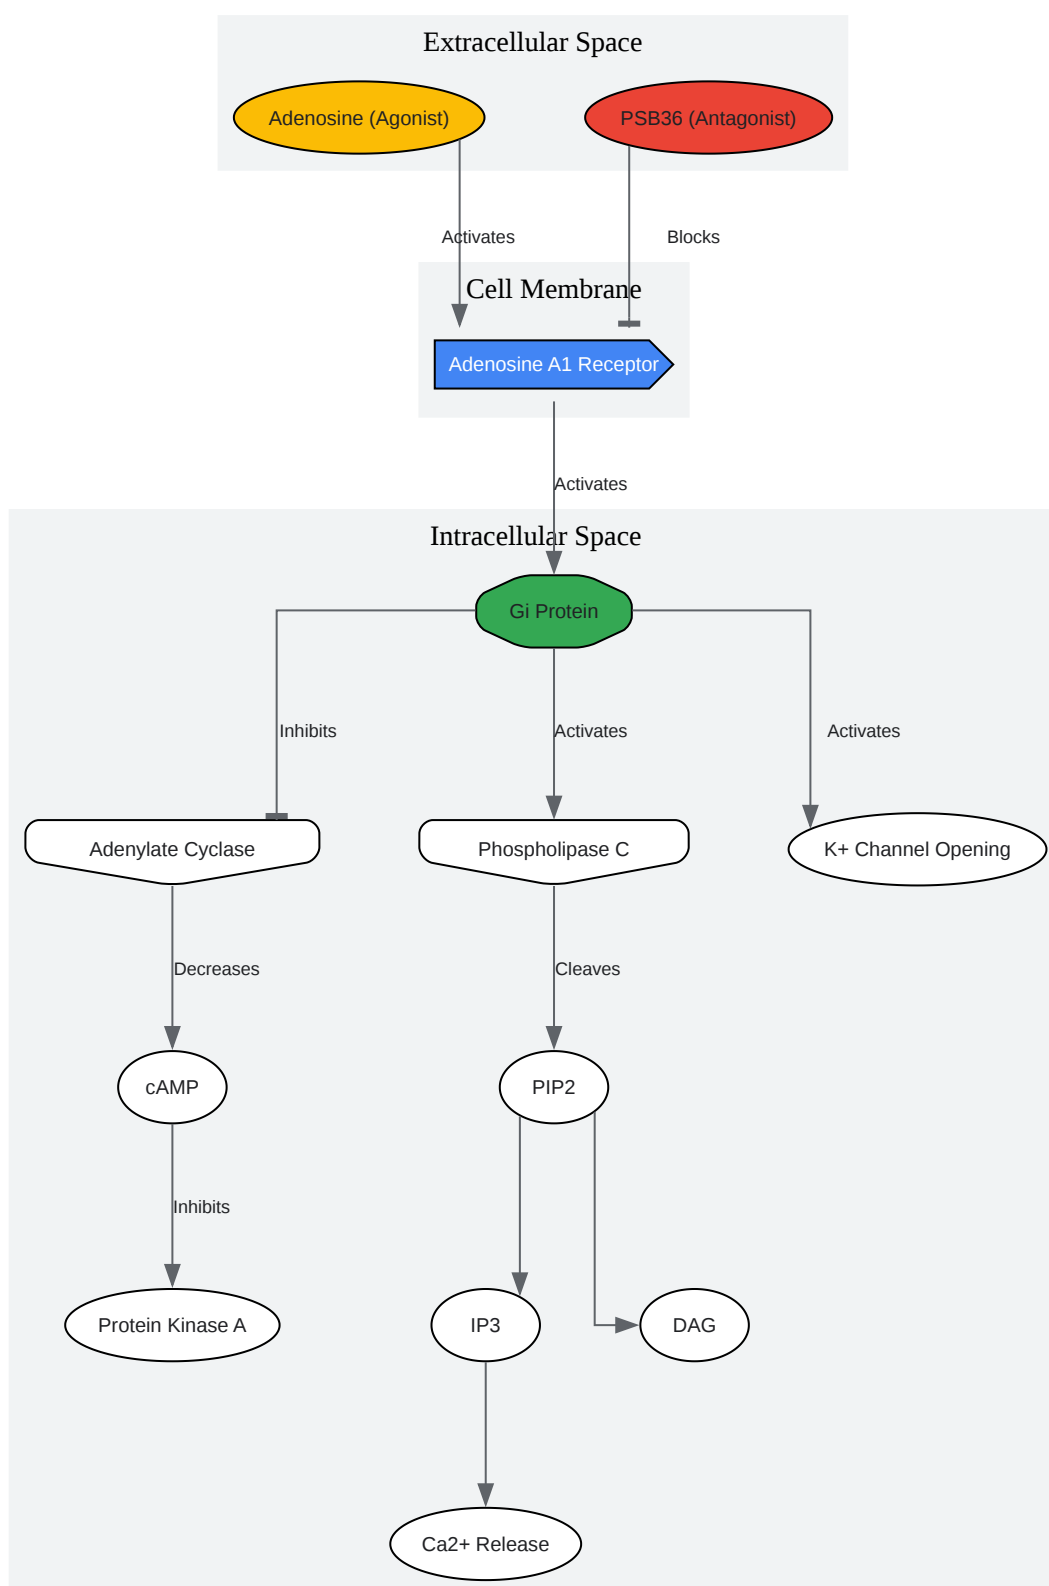 Extracellular Space
Adenosine (Agonist)
PSB36 (Antagonist)
Activates
Blocks
Cell Membrane
Adenosine A1 Receptor
Activates
Intracellular Space
Gi Protein
Inhibits
Activates
Activates
Adenylate Cyclase
Phospholipase C
K+ Channel Opening
Decreases
Cleaves
cAMP
PIP2
Inhibits
Protein Kinase A
IP3
DAG
Ca2+ Release